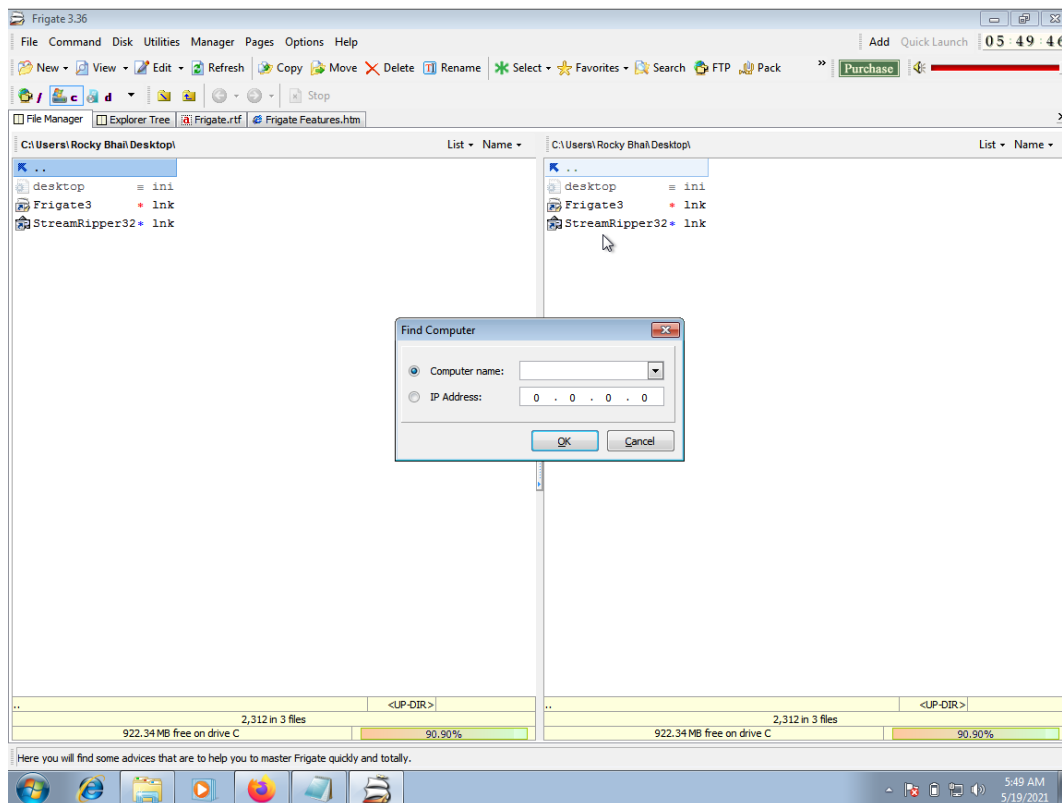 Frigate 3.36
File Command Disk Utilities Manager Pages Options Help Add Quick Launch 05:49:46
New View Edit Refresh Copy Move Delete Rename Select Favorites Search FTP Pack » Purchase
/ c d Stop
File Manager Explorer Tree Frigate.rtf Frigate Features.htm
C:\Users\Rocky Bhai\Desktop\ List Name C:\Users\Rocky Bhai\Desktop\ List Name
.. ..
desktop ≡ ini desktop ≡ ini
Frigate3 * lnk Frigate3 * lnk
StreamRipper32* lnk StreamRipper32* lnk
Find Computer
Computer name:
IP Address: 0 . 0 . 0 . 0
OK Cancel
.. <UP-DIR> .. <UP-DIR>
2,312 in 3 files 2,312 in 3 files
922.34 MB free on drive C 90.90% 922.34 MB free on drive C 90.90%
Here you will find some advices that are to help you to master Frigate quickly and totally.
5:49 AM
5/19/2021